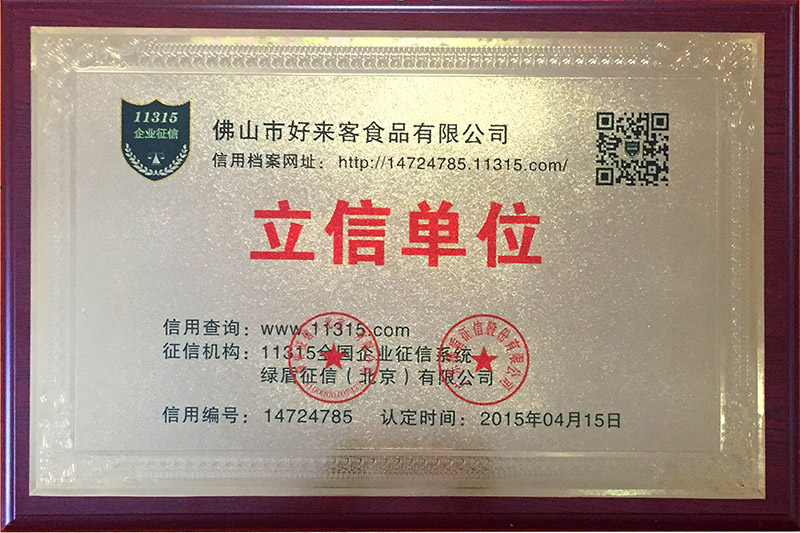 11315
企业征信
佛山市好来客食品有限公司
信用档案网址：http://14724785.11315.com/
立信单位
信用查询：www.11315.com
征信机构：11315全国企业征信系统
绿盾征信（北京）有限公司
信用编号：14724785 认定时间：2015年04月15日